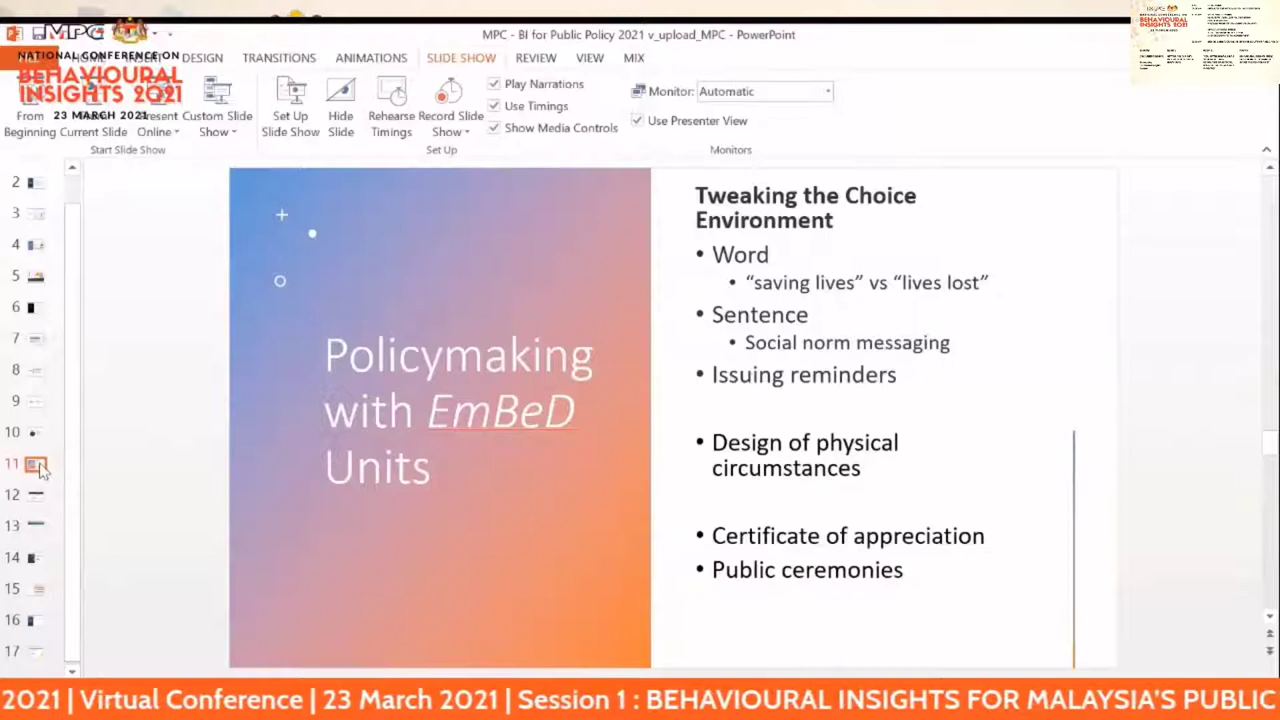 MPC
MPC - BI for Public Policy 2021 v_upload_MPC - PowerPoint
NATIONAL CONFERENCE ON
BEHAVIOURAL
INSIGHTS 2021
23 MARCH 2021
HOME INSERT DESIGN TRANSITIONS ANIMATIONS SLIDE SHOW REVIEW VIEW MIX
From Beginning
Current Slide
Present Online
Custom Slide Show
Set Up Slide Show
Hide Slide
Rehearse Timings
Record Slide Show
Play Narrations
Use Timings
Show Media Controls
Monitor: Automatic
Use Presenter View
Start Slide Show
Set Up
Monitors
2
3
4
5
6
7
8
9
10
11
12
13
14
15
16
17
Policymaking
with EmBeD
Units
Tweaking the Choice
Environment
• Word
• “saving lives” vs “lives lost”
• Sentence
• Social norm messaging
• Issuing reminders
• Design of physical
circumstances
• Certificate of appreciation
• Public ceremonies
BEHAVIOURAL
INSIGHTS 2021
2021 | Virtual Conference | 23 March 2021 | Session 1 : BEHAVIOURAL INSIGHTS FOR MALAYSIA'S PUBLIC